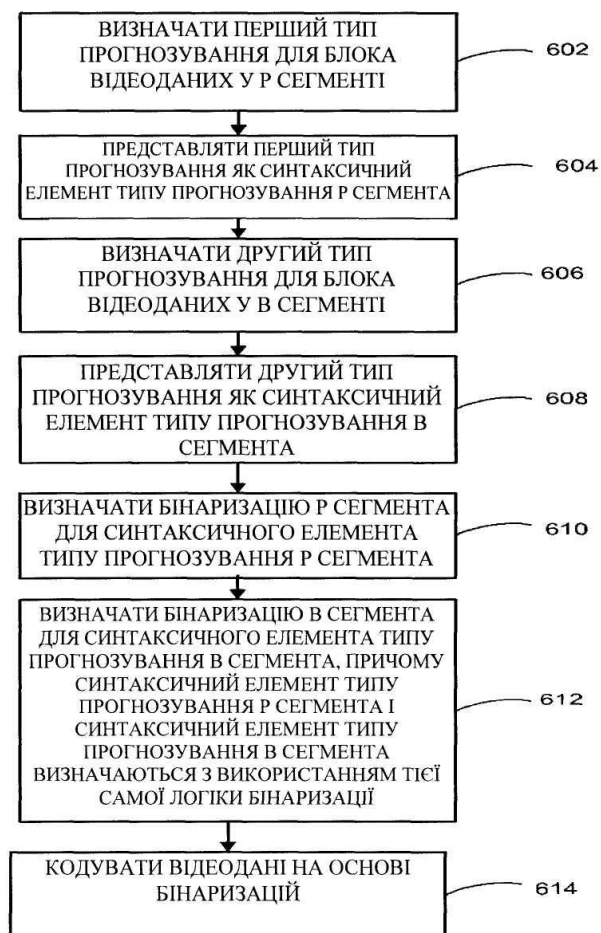 ВИЗНАЧАТИ ПЕРШИЙ ТИП
ПРОГНОЗУВАННЯ ДЛЯ БЛОКА
ВІДЕОДАНИХ У P СЕГМЕНТІ
602
ПРЕДСТАВЛЯТИ ПЕРШИЙ ТИП
ПРОГНОЗУВАННЯ ЯК СИНТАКСИЧНИЙ
ЕЛЕМЕНТ ТИПУ ПРОГНОЗУВАННЯ P СЕГМЕНТА
604
ВИЗНАЧАТИ ДРУГИЙ ТИП
ПРОГНОЗУВАННЯ ДЛЯ БЛОКА
ВІДЕОДАНИХ У B СЕГМЕНТІ
606
ПРЕДСТАВЛЯТИ ДРУГИЙ ТИП
ПРОГНОЗУВАННЯ ЯК СИНТАКСИЧНИЙ
ЕЛЕМЕНТ ТИПУ ПРОГНОЗУВАННЯ B
СЕГМЕНТА
608
ВИЗНАЧАТИ БІНАРИЗАЦІЮ P СЕГМЕНТА
ДЛЯ СИНТАКСИЧНОГО ЕЛЕМЕНТА
ТИПУ ПРОГНОЗУВАННЯ P СЕГМЕНТА
610
ВИЗНАЧАТИ БІНАРИЗАЦІЮ B СЕГМЕНТА
ДЛЯ СИНТАКСИЧНОГО ЕЛЕМЕНТА ТИПУ
ПРОГНОЗУВАННЯ B СЕГМЕНТА, ПРИЧОМУ
СИНТАКСИЧНИЙ ЕЛЕМЕНТ ТИПУ
ПРОГНОЗУВАННЯ P СЕГМЕНТА І
СИНТАКСИЧНИЙ ЕЛЕМЕНТ ТИПУ
ПРОГНОЗУВАННЯ B СЕГМЕНТА
ВИЗНАЧАЮТЬСЯ З ВИКОРИСТАННЯМ ТІЄЇ
САМОЇ ЛОГІКИ БІНАРИЗАЦІЇ
612
КОДУВАТИ ВІДЕОДАНІ НА ОСНОВІ
БІНАРИЗАЦІЙ
614